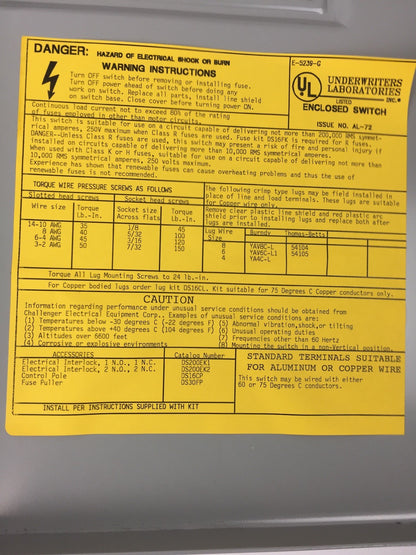 DANGER: HAZARD OF ELECTRICAL SHOCK OR BURN
WARNING INSTRUCTIONS
Turn OFF switch before removing or installing fuse.
Turn OFF power ahead of switch before doing any
work on switch. Replace all parts, install line shield
on switch base. Close cover before turning power ON.
E-5239-G
UL
UNDERWRITERS
LABORATORIES
INC.
LISTED
ENCLOSED SWITCH
ISSUE NO. AL-72
Continuous load current not to exceed 80% of the rating
of fuses employed in other than motor circuits.
This switch is suitable for use on a circuit capable of delivering not more than 200,000 RMS symmet-
rical amperes, 250V maximum when Class R fuses are used. Fuse kit DS36FK is required for R fuses.
DANGER-Unless Class R fuses are used, this switch may present a risk of fire and personal injury if
installed on circuits capable of delivering more than 10,000 RMS symmetrical amperes.
When used with Class K or H fuses, suitable for use on a circuit capable of delivering not more than
10,000 RMS symmetrical amperes, 250 volts maximum.
Experience has shown that renewable fuses can cause overheating problems and thus the use of
renewable fuses is not recommended.
TORQUE WIRE PRESSURE SCREWS AS FOLLOWS
Slotted head screws Socket head screws
Wire size Torque Lb.-In. Socket size Across flats Torque Lb.-In.
14-10 AWG 35 1/8 45
8 AWG 40 5/32 100
6-4 AWG 45 3/16 120
3-2 AWG 50 7/32 150
The following crimp type lugs may be field installed in
place of line and load terminals. These lugs are suitable
for Copper wire only.
Remove clear plastic line shield and red plastic arc
shield prior to installing lugs and replace both after
lugs are installed.
Lug Wire Size Burndy Thomas-Betts
8 YAV8C-L 54104
6 YAV6C-L1 54105
4 YA4C-L
Torque All Lug Mounting Screws to 24 lb.-in.
For Copper bodied lugs order lug kit DS16CL. Kit suitable for 75 Degrees C Copper conductors only.
CAUTION
Information regarding performance under unusual service conditions should be obtained from
Challenger Electrical Equipment Corp.. Examples of unusual service conditions are:
(1) Temperatures below -30 degrees C (-22 degrees F) (5) Abnormal vibration,shock,or tilting
(2) Temperatures above +40 degrees C (104 degrees F) (6) Unusual operating duties
(3) Altitudes over 6600 feet (7) Frequencies other than 60 Hertz
(4) Corrosive or explosive environments (8) Mounting the switch in a non-Vertical position.
ACCESSORIES Catalog Number
Electrical Interlock, 1 N.O., 1 N.C. DS200EK1
Electrical Interlock, 2 N.O., 2 N.C. DS200EK2
Control Pole DS16CP
Fuse Puller DS30FP
INSTALL PER INSTRUCTIONS SUPPLIED WITH KIT
STANDARD TERMINALS SUITABLE
FOR ALUMINUM OR COPPER WIRE
This switch may be wired with either
60 or 75 Degrees C conductors.